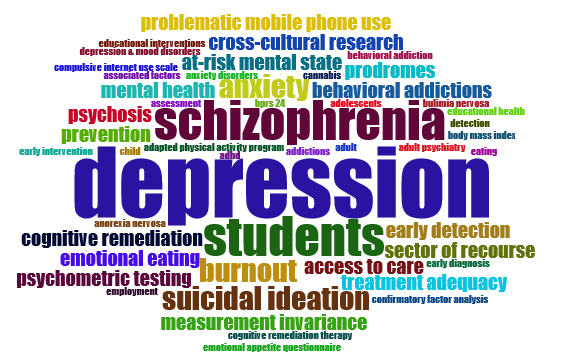 problematic mobile phone use
educational interventions cross-cultural research
depression & mood disorders behavioral addiction
compulsive internet use scale at-risk mental state prodromes
associated factors anxiety disorders cannabis
mental health anxiety behavioral addictions
assessment bprs 24 adolescents bulimia nervosa
psychosis schizophrenia educational health
prevention detection
body mass index
early intervention child adapted physical activity program adhd addictions adult adult psychiatry eating
depression
anorexia nervosa
cognitive remediation students early detection
emotional eating sector of recourse
psychometric testing burnout access to care early diagnosis
treatment adequacy
employment suicidal ideation confirmatory factor analysis
measurement invariance
cognitive remediation therapy
emotional appetite questionnaire